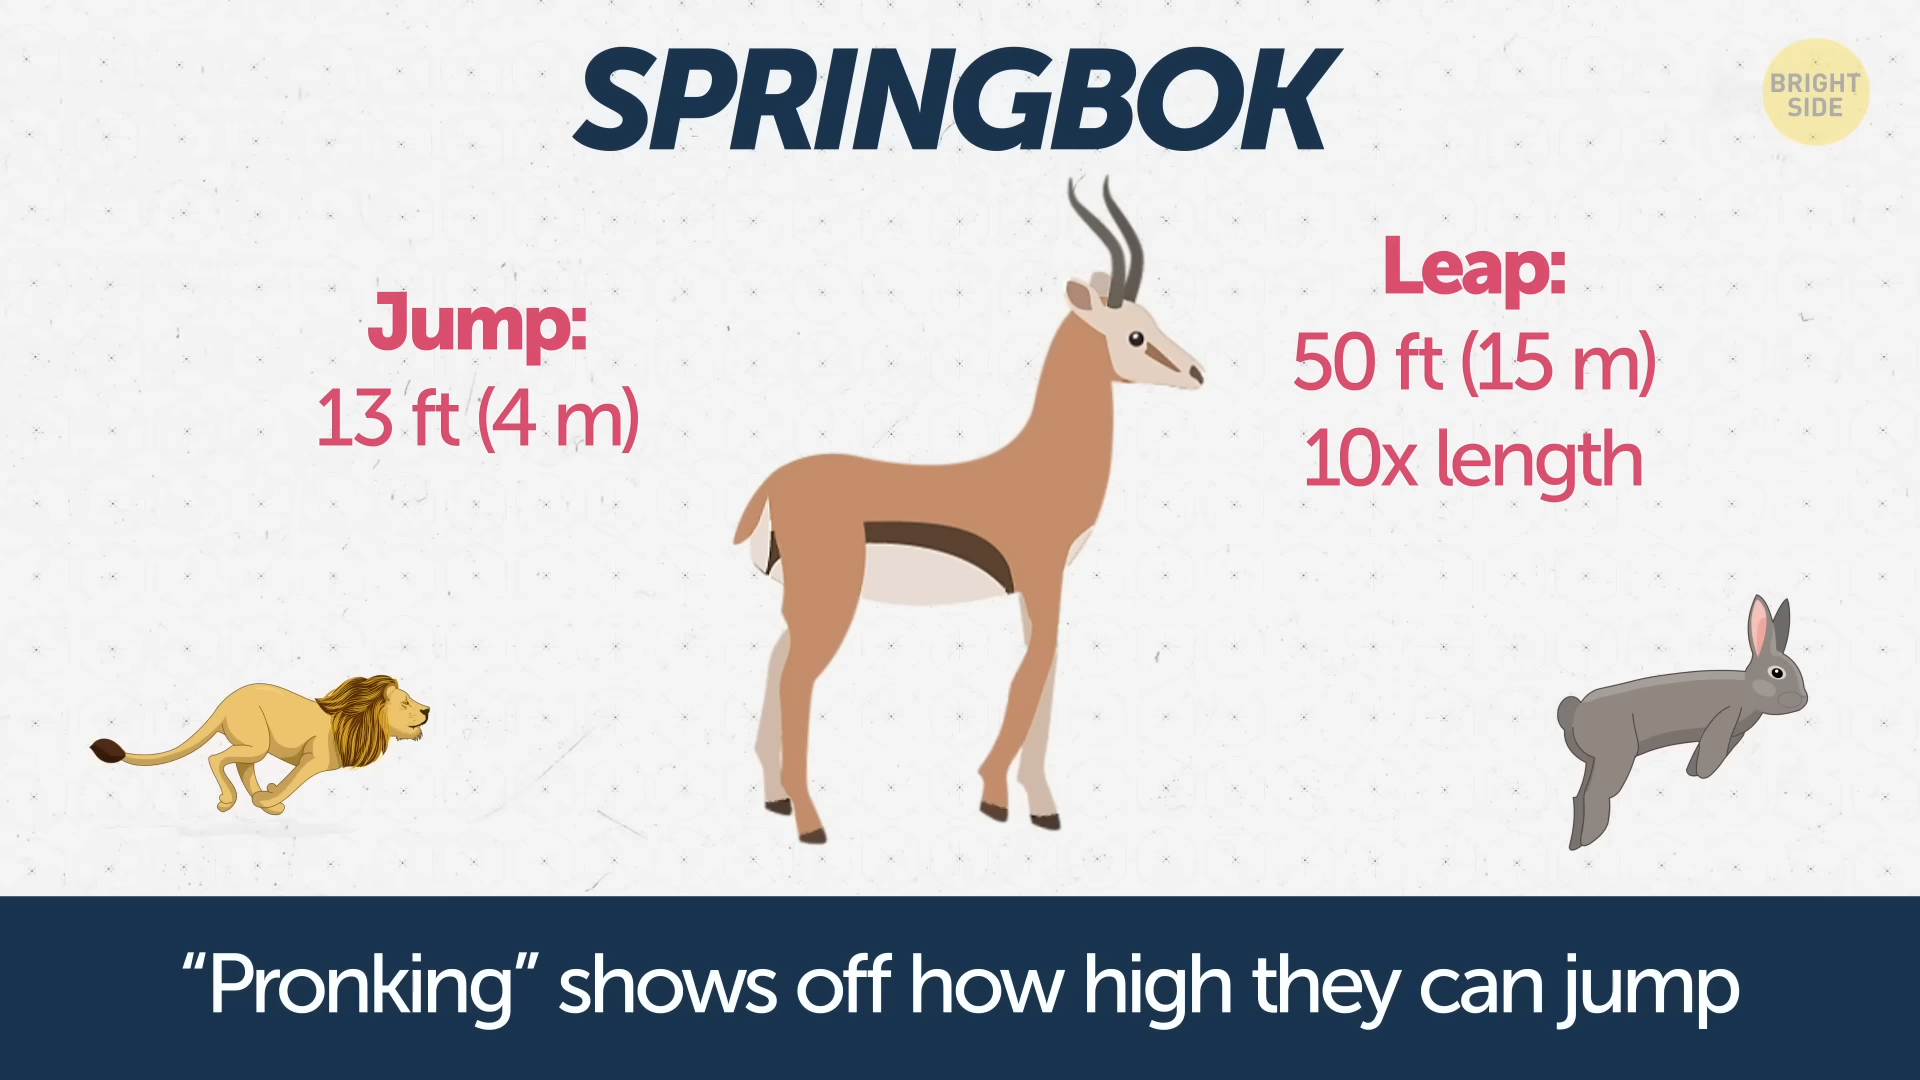 SPRINGBOK
BRIGHT
SIDE
Jump:
13 ft (4 m)
Leap:
50 ft (15 m)
10x length
“Pronking” shows off how high they can jump